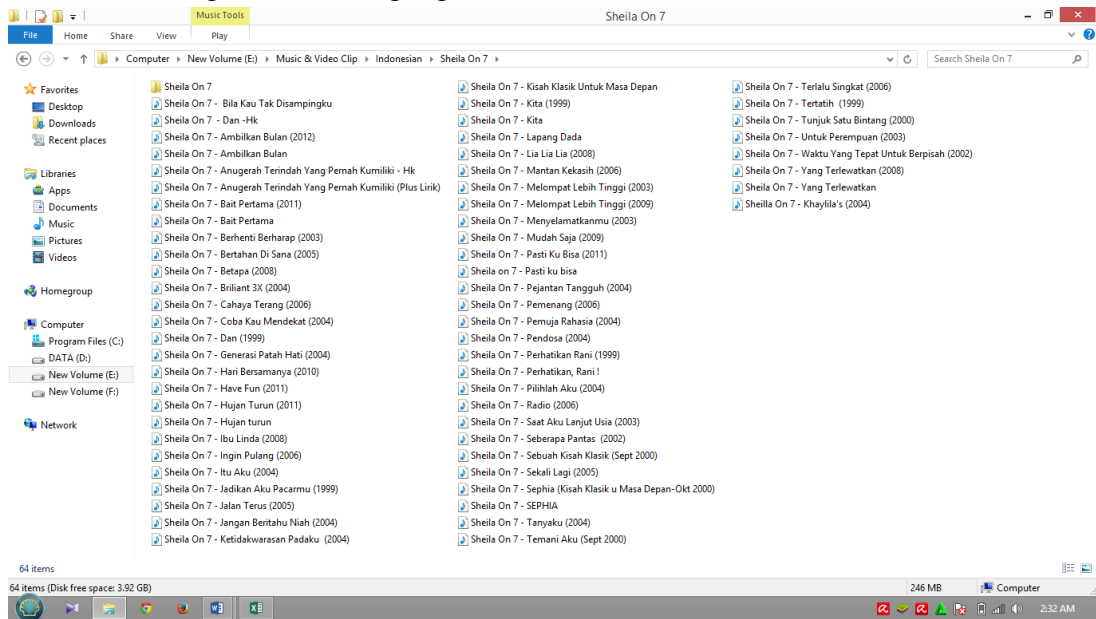 Music Tools
Sheila On 7
File Home Share View Play
Computer New Volume (E:) Music & Video Clip Indonesian Sheila On 7
Search Sheila On 7
Favorites
Desktop
Downloads
Recent places
Libraries
Apps
Documents
Music
Pictures
Videos
Homegroup
Computer
Program Files (C:)
DATA (D:)
New Volume (E:)
New Volume (F:)
Network
Sheila On 7
Sheila On 7 - Bila Kau Tak Disampingku
Sheila On 7 - Dan -Hk
Sheila On 7 - Ambilkan Bulan (2012)
Sheila On 7 - Ambilkan Bulan
Sheila On 7 - Anugerah Terindah Yang Pernah Kumiliki - Hk
Sheila On 7 - Anugerah Terindah Yang Pernah Kumiliki (Plus Lirik)
Sheila On 7 - Bait Pertama (2011)
Sheila On 7 - Bait Pertama
Sheila On 7 - Berhenti Berharap (2003)
Sheila On 7 - Bertahan Di Sana (2005)
Sheila On 7 - Betapa (2008)
Sheila On 7 - Briliant 3X (2004)
Sheila On 7 - Cahaya Terang (2006)
Sheila On 7 - Coba Kau Mendekat (2004)
Sheila On 7 - Dan (1999)
Sheila On 7 - Generasi Patah Hati (2004)
Sheila On 7 - Hari Bersamanya (2010)
Sheila On 7 - Have Fun (2011)
Sheila On 7 - Hujan Turun (2011)
Sheila On 7 - Hujan turun
Sheila On 7 - Ibu Linda (2008)
Sheila On 7 - Ingin Pulang (2006)
Sheila On 7 - Itu Aku (2004)
Sheila On 7 - Jadikan Aku Pacarmu (1999)
Sheila On 7 - Jalan Terus (2005)
Sheila On 7 - Jangan Beritahu Niah (2004)
Sheila On 7 - Ketidakwarasan Padaku (2004)
Sheila On 7 - Kisah Klasik Untuk Masa Depan
Sheila On 7 - Kita (1999)
Sheila On 7 - Kita
Sheila On 7 - Lapang Dada
Sheila On 7 - Lia Lia Lia (2008)
Sheila On 7 - Mantan Kekasih (2006)
Sheila On 7 - Melompat Lebih Tinggi (2003)
Sheila On 7 - Melompat Lebih Tinggi (2009)
Sheila On 7 - Menyelamatkanmu (2003)
Sheila On 7 - Mudah Saja (2009)
Sheila On 7 - Pasti Ku Bisa (2011)
Sheila on 7 - Pasti ku bisa
Sheila On 7 - Pejantan Tangguh (2004)
Sheila On 7 - Pemenang (2006)
Sheila On 7 - Pemuja Rahasia (2004)
Sheila On 7 - Pendosa (2004)
Sheila On 7 - Perhatikan Rani (1999)
Sheila On 7 - Perhatikan, Rani !
Sheila On 7 - Pilihlah Aku (2004)
Sheila On 7 - Radio (2006)
Sheila On 7 - Saat Aku Lanjut Usia (2003)
Sheila On 7 - Seberapa Pantas (2002)
Sheila On 7 - Sebuah Kisah Klasik (Sept 2000)
Sheila On 7 - Sekali Lagi (2005)
Sheila On 7 - Sephia (Kisah Klasik u Masa Depan-Okt 2000)
Sheila On 7 - SEPHIA
Sheila On 7 - Tanyaku (2004)
Sheila On 7 - Temani Aku (Sept 2000)
Sheila On 7 - Terlalu Singkat (2006)
Sheila On 7 - Tertatih (1999)
Sheila On 7 - Tunjuk Satu Bintang (2000)
Sheila On 7 - Untuk Perempuan (2003)
Sheila On 7 - Waktu Yang Tepat Untuk Berpisah (2002)
Sheila On 7 - Yang Terlewatkan (2008)
Sheila On 7 - Yang Terlewatkan
Sheilla On 7 - Khaylila's (2004)
64 items
64 items (Disk free space: 3.92 GB)
246 MB
Computer
2:32 AM